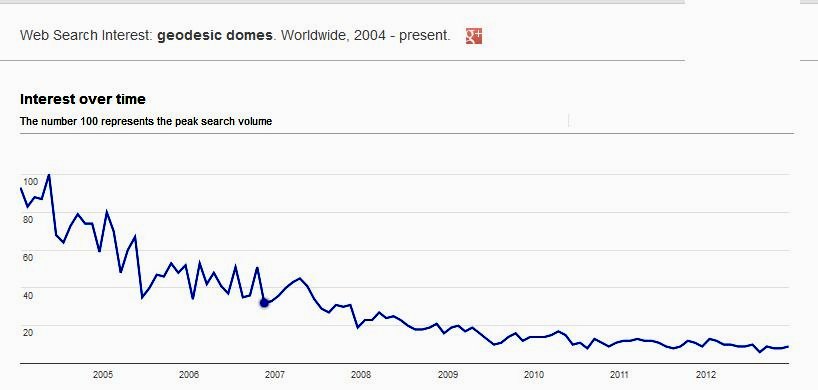 Web Search Interest: geodesic domes. Worldwide, 2004 - present. g+
Interest over time
The number 100 represents the peak search volume
100
80
60
40
20
2005 2006 2007 2008 2009 2010 2011 2012